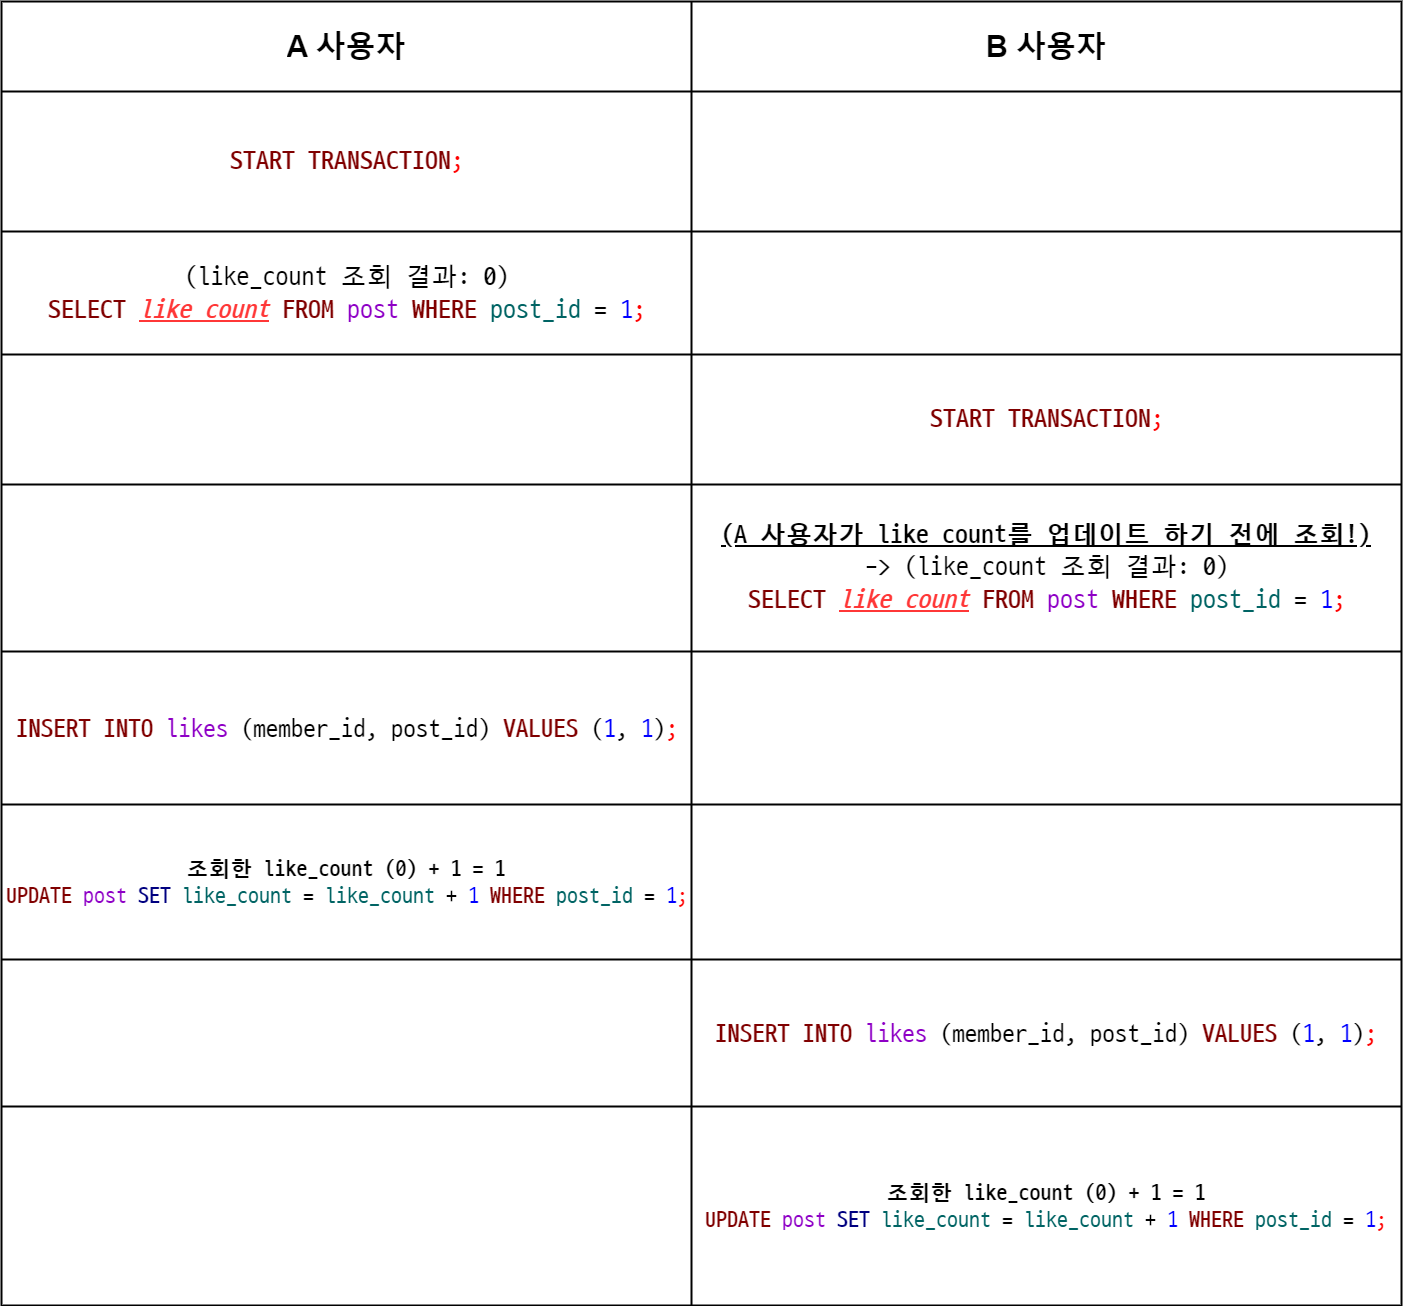 A 사용자
B 사용자
START TRANSACTION;
(like_count 조회 결과: 0)
SELECT like_count FROM post WHERE post_id = 1;
START TRANSACTION;
(A 사용자가 like_count를 업데이트 하기 전에 조회!)
-> (like_count 조회 결과: 0)
SELECT like_count FROM post WHERE post_id = 1;
INSERT INTO likes (member_id, post_id) VALUES (1, 1);
조회한 like_count (0) + 1 = 1
UPDATE post SET like_count = like_count + 1 WHERE post_id = 1;
INSERT INTO likes (member_id, post_id) VALUES (1, 1);
조회한 like_count (0) + 1 = 1
UPDATE post SET like_count = like_count + 1 WHERE post_id = 1;